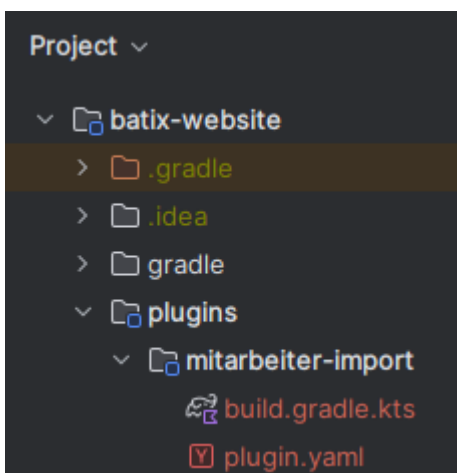 Project
batix-website
.gradle
.idea
gradle
plugins
mitarbeiter-import
build.gradle.kts
plugin.yaml